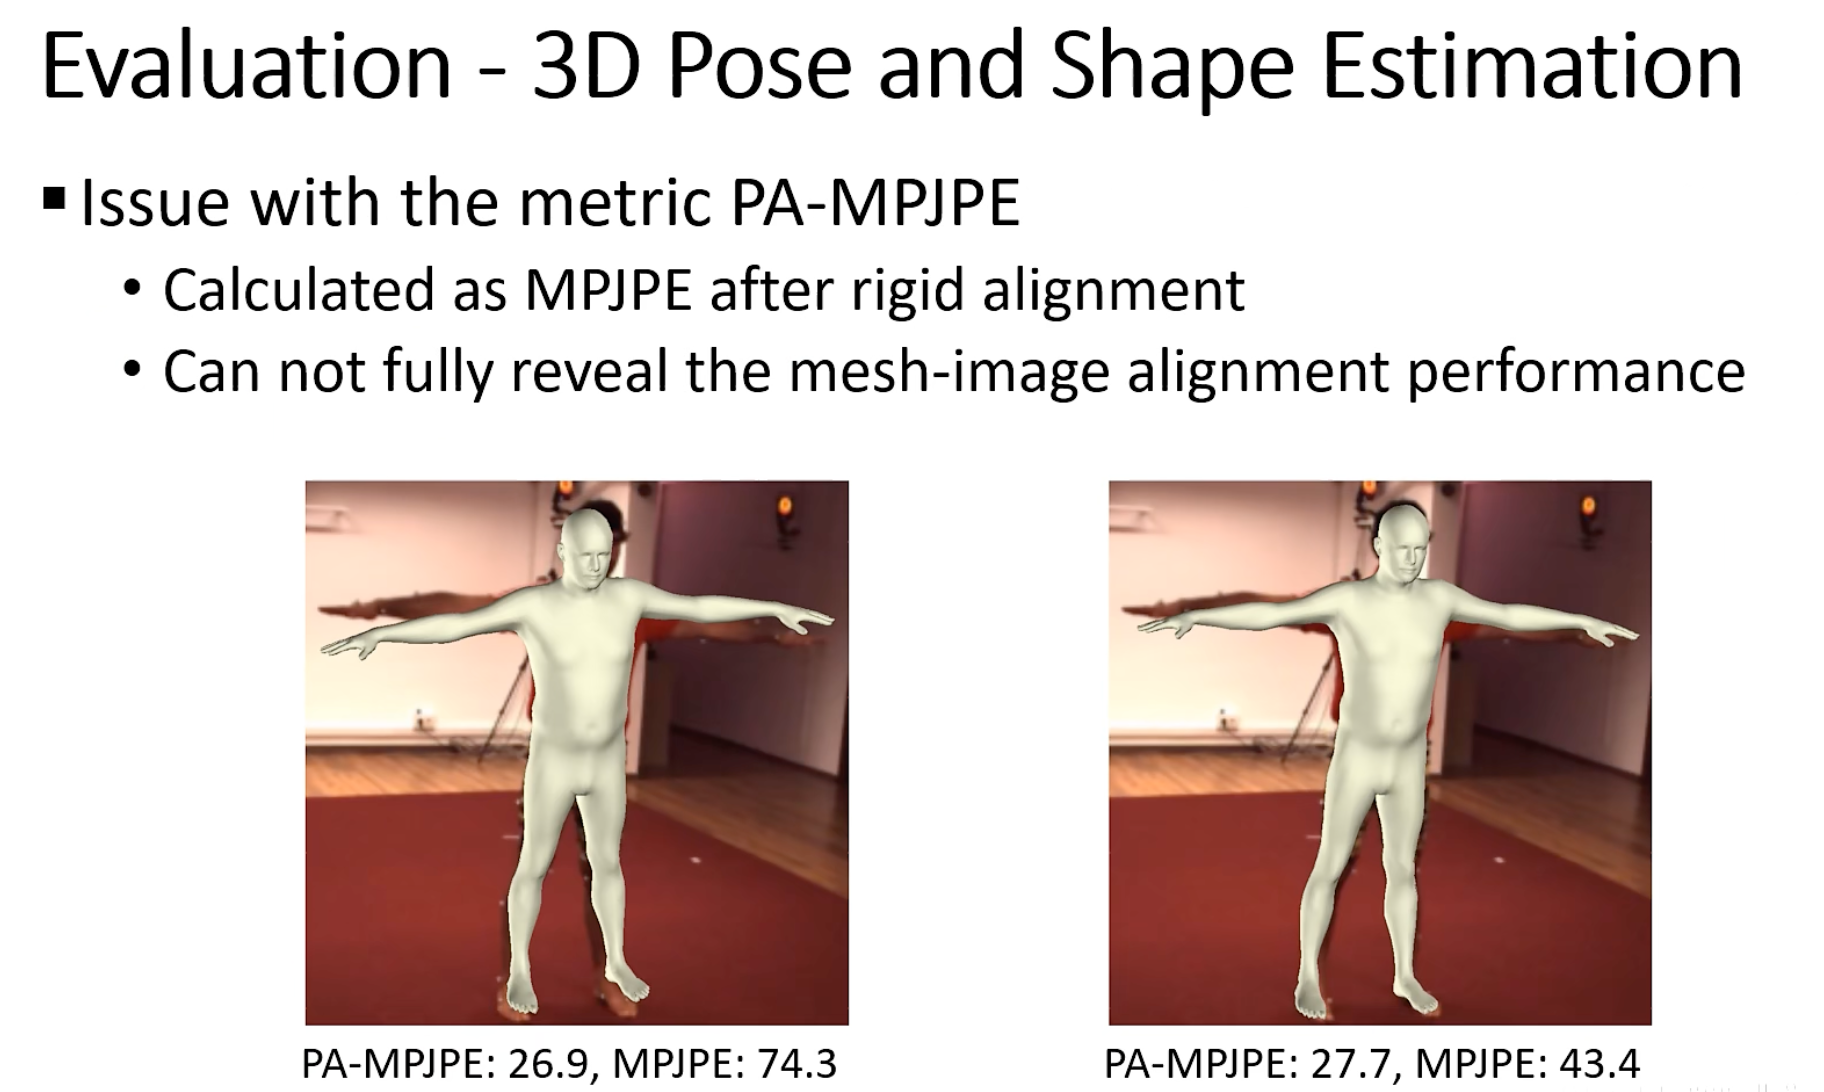 Evaluation - 3D Pose and Shape Estimation
▪ Issue with the metric PA-MPJPE
• Calculated as MPJPE after rigid alignment
• Can not fully reveal the mesh-image alignment performance
PA-MPJPE: 26.9, MPJPE: 74.3
PA-MPJPE: 27.7, MPJPE: 43.4